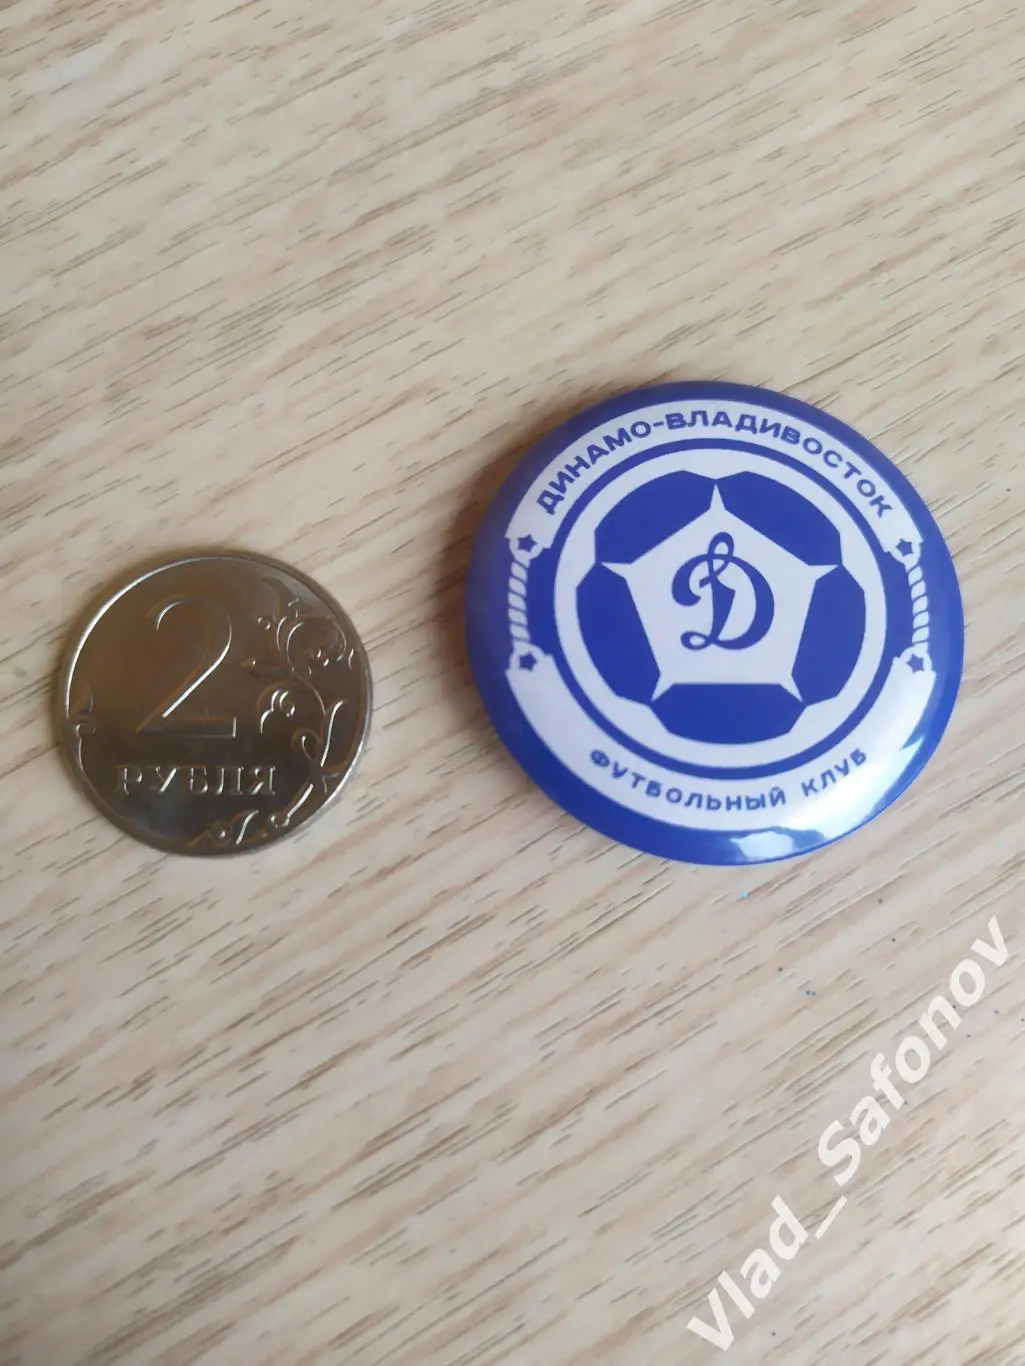 2
РУБЛЯ
ДИНАМО-ВЛАДИВОСТОК
Д
ФУТБОЛЬНЫЙ КЛУБ
Vlad_Safonov